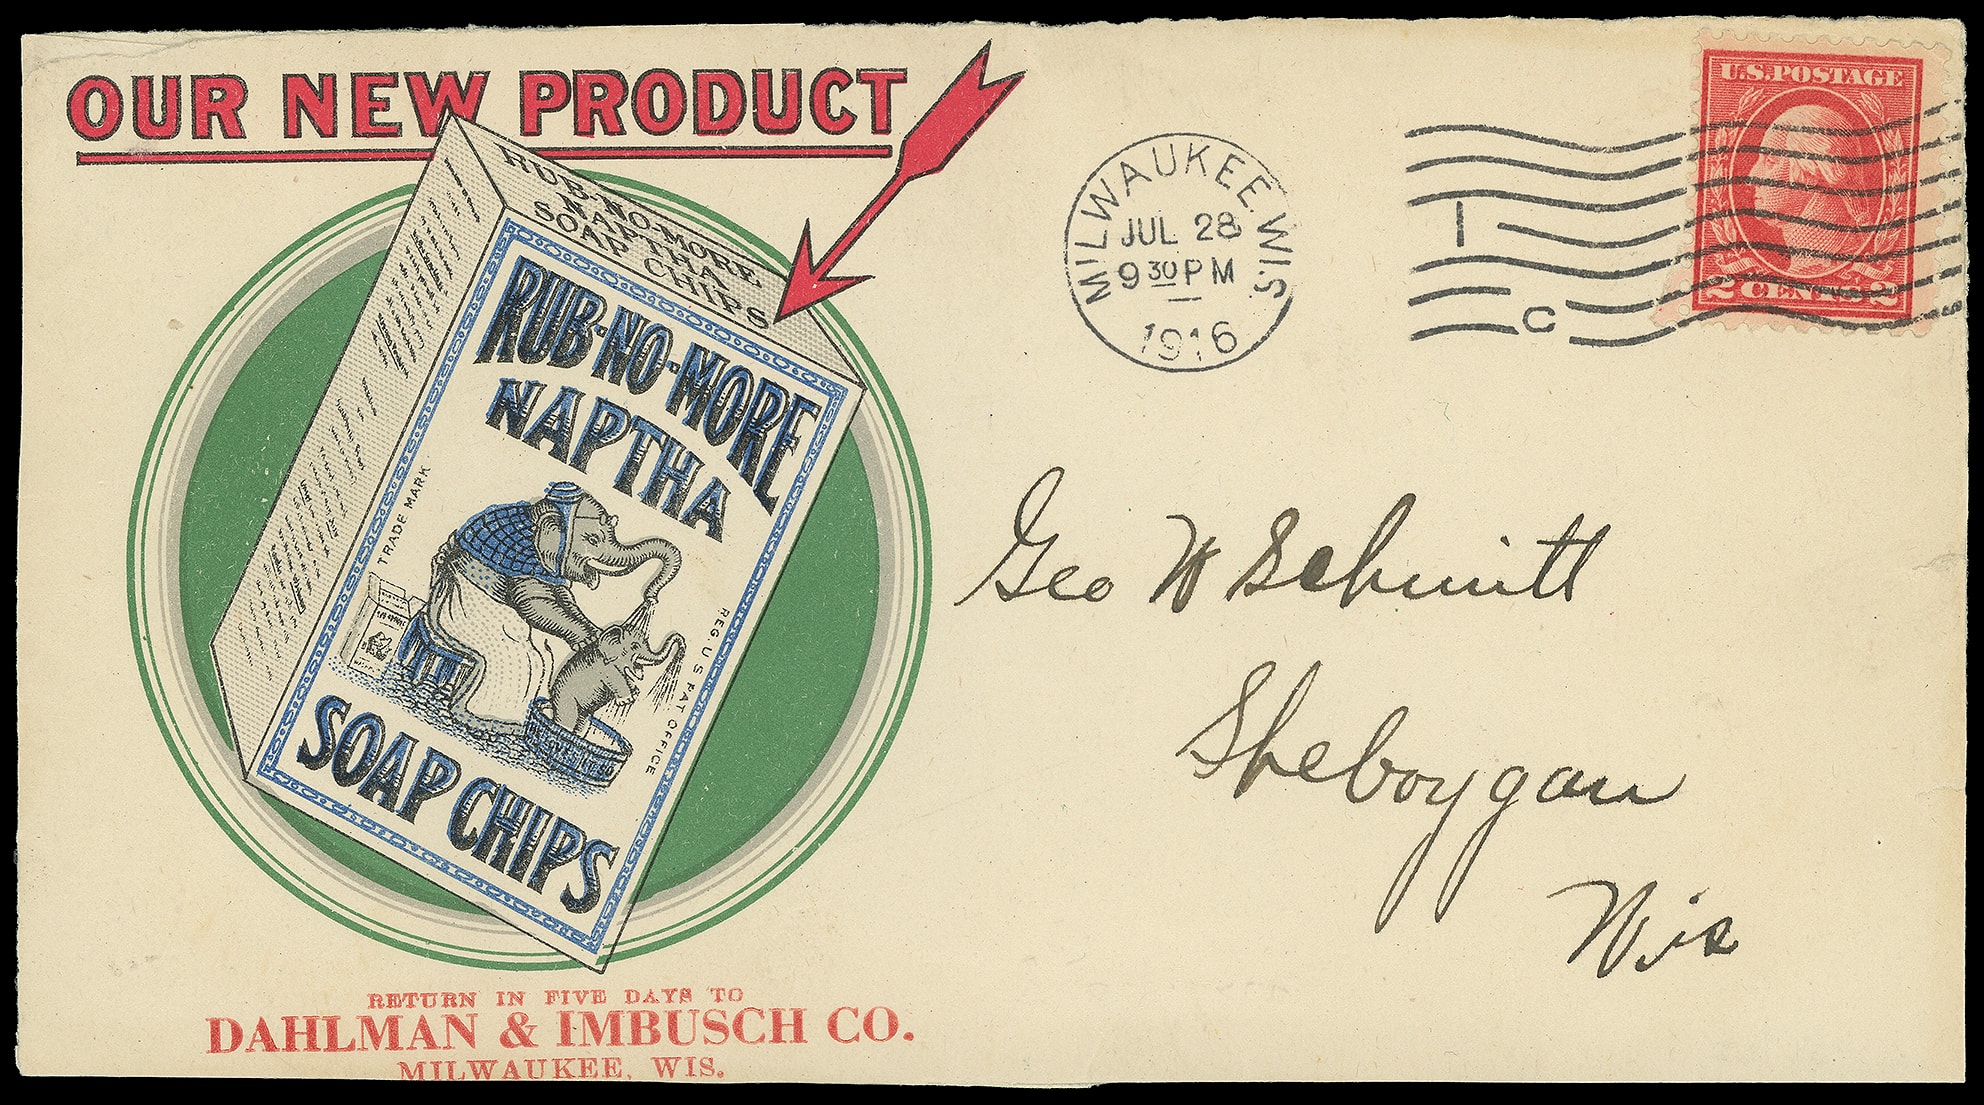 OUR NEW PRODUCT
RUB-NO-MORE
NAPTHA
SOAP CHIPS
RUB-NO-MORE
NAPTHA
TRADE MARK
REG U S PAT OFFICE
SOAP CHIPS
RETURN IN FIVE DAYS TO
DAHLMAN & IMBUSCH CO.
MILWAUKEE, WIS.
MILWAUKEE. WIS.
JUL 28
9 30 PM
1916
1
C
U.S. POSTAGE
2 CENTS 2
Geo W Schmitt
Sheboygan
Wis